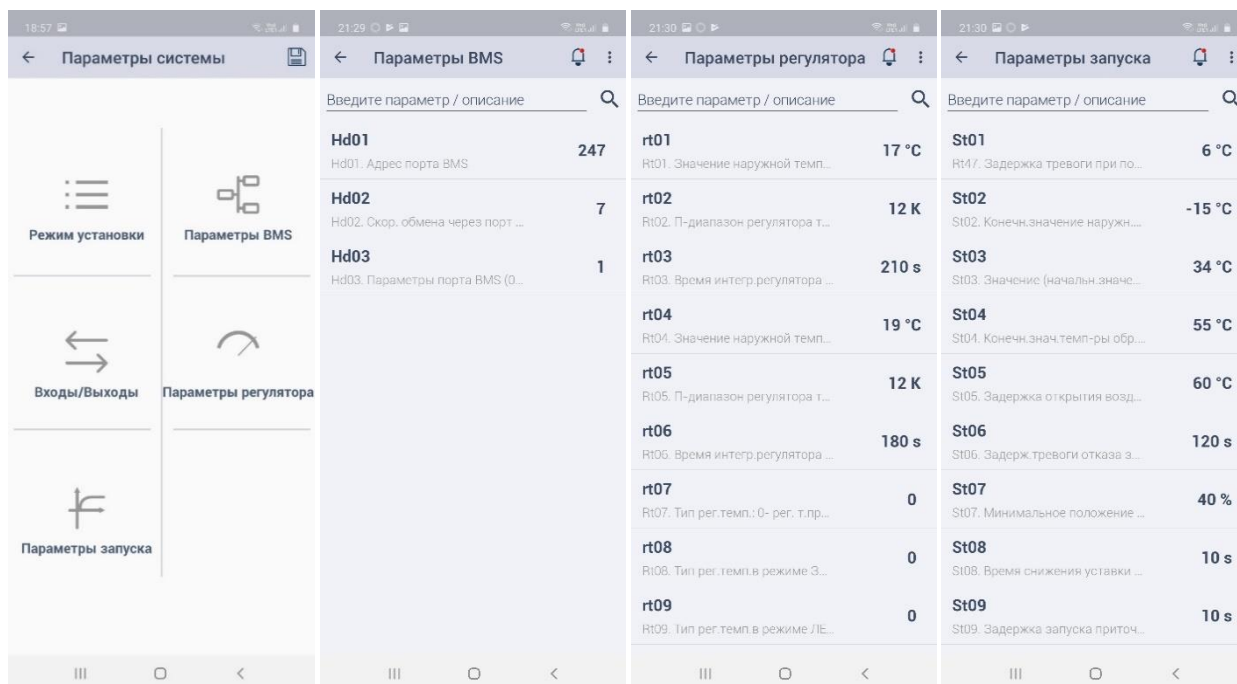 18:57
Параметры системы
Режим установки
Параметры BMS
Входы/Выходы
Параметры регулятора
Параметры запуска
21:29
Параметры BMS
Введите параметр / описание
Hd01
247
Hd01. Адрес порта BMS
Hd02
7
Hd02. Скор. обмена через порт ...
Hd03
1
Hd03. Параметры порта BMS (0...
21:30
Параметры регулятора
Введите параметр / описание
rt01
17 °C
Rt01. Значение наружной темп...
rt02
12 K
Rt02. П-диапазон регулятора т...
rt03
210 s
Rt03. Время интегр.регулятора ...
rt04
19 °C
Rt04. Значение наружной темп...
rt05
12 K
Rt05. П-диапазон регулятора т...
rt06
180 s
Rt06. Время интегр.регулятора ...
rt07
0
Rt07. Тип рег.темп.: 0- рег. т.пр...
rt08
0
Rt08. Тип рег.темп.в режиме З...
rt09
0
Rt09. Тип рег.темп.в режиме ЛЕ...
21:30
Параметры запуска
Введите параметр / описание
St01
6 °C
Rt47. Задержка тревоги при по...
St02
-15 °C
St02. Конечн.значение наружн....
St03
34 °C
St03. Значение (начальн.значе...
St04
55 °C
St04. Конечн.знач.темп-ры обр....
St05
60 °C
St05. Задержка открытия возд...
St06
120 s
St06. Задерж.тревоги отказа з...
St07
40 %
St07. Минимальное положение ...
St08
10 s
St08. Время снижения уставки ...
St09
10 s
St09. Задержка запуска приточ...